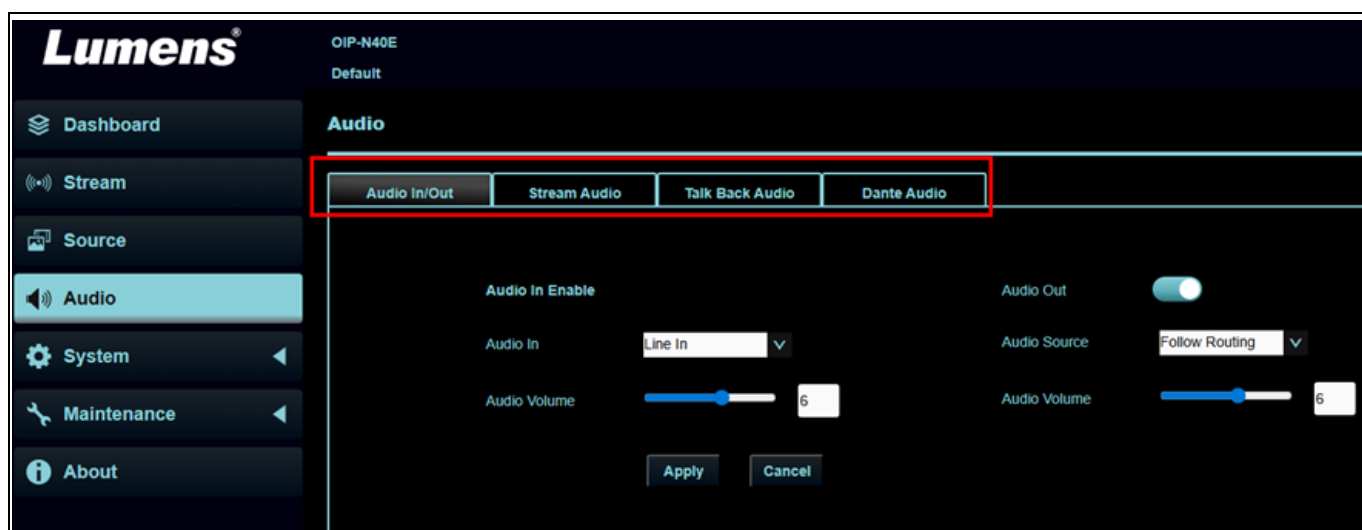 Lumens®
OIP-N40E
Default
Dashboard
Stream
Source
Audio
System
Maintenance
About
Audio
Audio In/Out Stream Audio Talk Back Audio Dante Audio
Audio In Enable Audio Out
Audio In Line In Audio Source Follow Routing
Audio Volume 6 Audio Volume 6
Apply Cancel